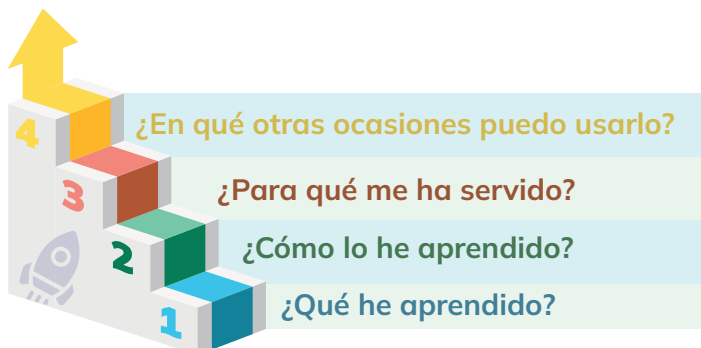 4 ¿En qué otras ocasiones puedo usarlo?
3 ¿Para qué me ha servido?
2 ¿Cómo lo he aprendido?
1 ¿Qué he aprendido?